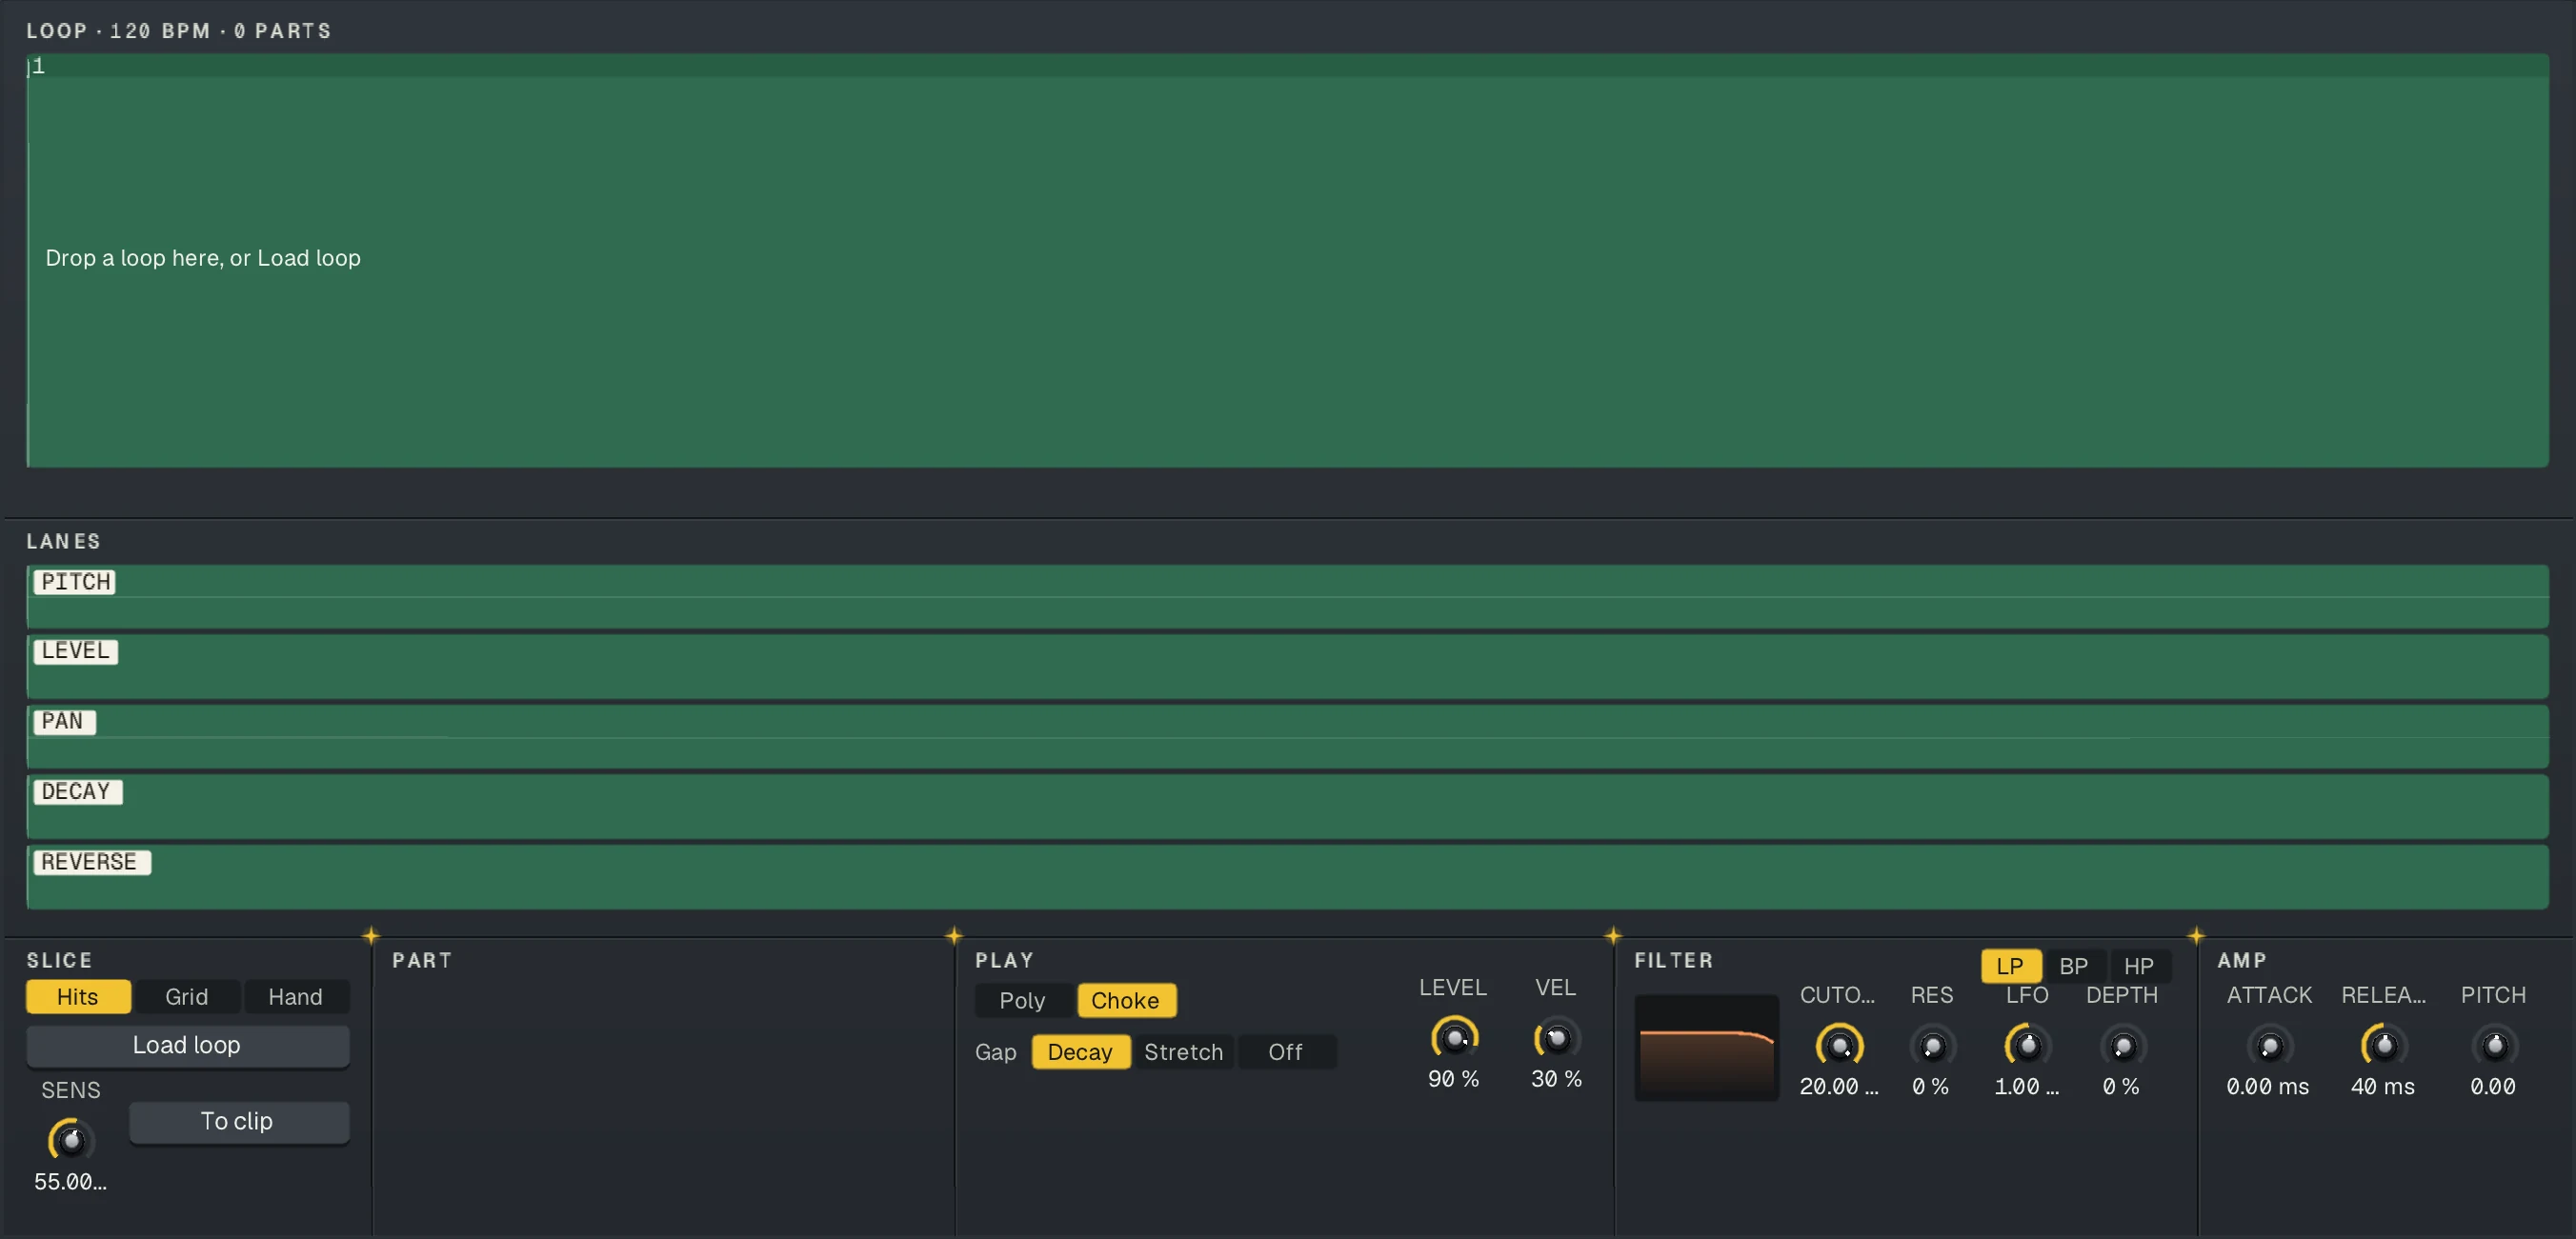 LOOP · 120 BPM · 0 PARTS
1
Drop a loop here, or Load loop
LANES
PITCH
LEVEL
PAN
DECAY
REVERSE
SLICE
Hits Grid Hand
Load loop
SENS
To clip
55.00...
PART
PLAY
Poly Choke
Gap Decay Stretch Off
LEVEL VEL
90 % 30 %
FILTER
LP BP HP
CUTO... RES LFO DEPTH
20.00 ... 0 % 1.00 ... 0 %
AMP
ATTACK RELEA... PITCH
0.00 ms 40 ms 0.00